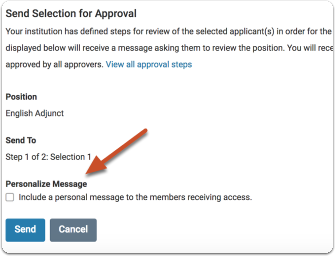 Send Selection for Approval
Your institution has defined steps for review of the selected applicant(s) in order for the
displayed below will receive a message asking them to review the position. You will rece
approved by all approvers. View all approval steps
Position
English Adjunct
Send To
Step 1 of 2: Selection 1
Personalize Message
Include a personal message to the members receiving access.
Send Cancel